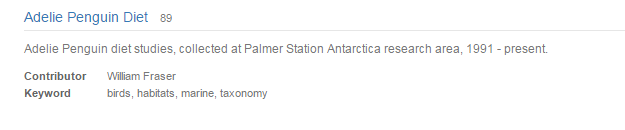 Adelie Penguin Diet 89
Adelie Penguin diet studies, collected at Palmer Station Antarctica research area, 1991 - present.
Contributor William Fraser
Keyword birds, habitats, marine, taxonomy